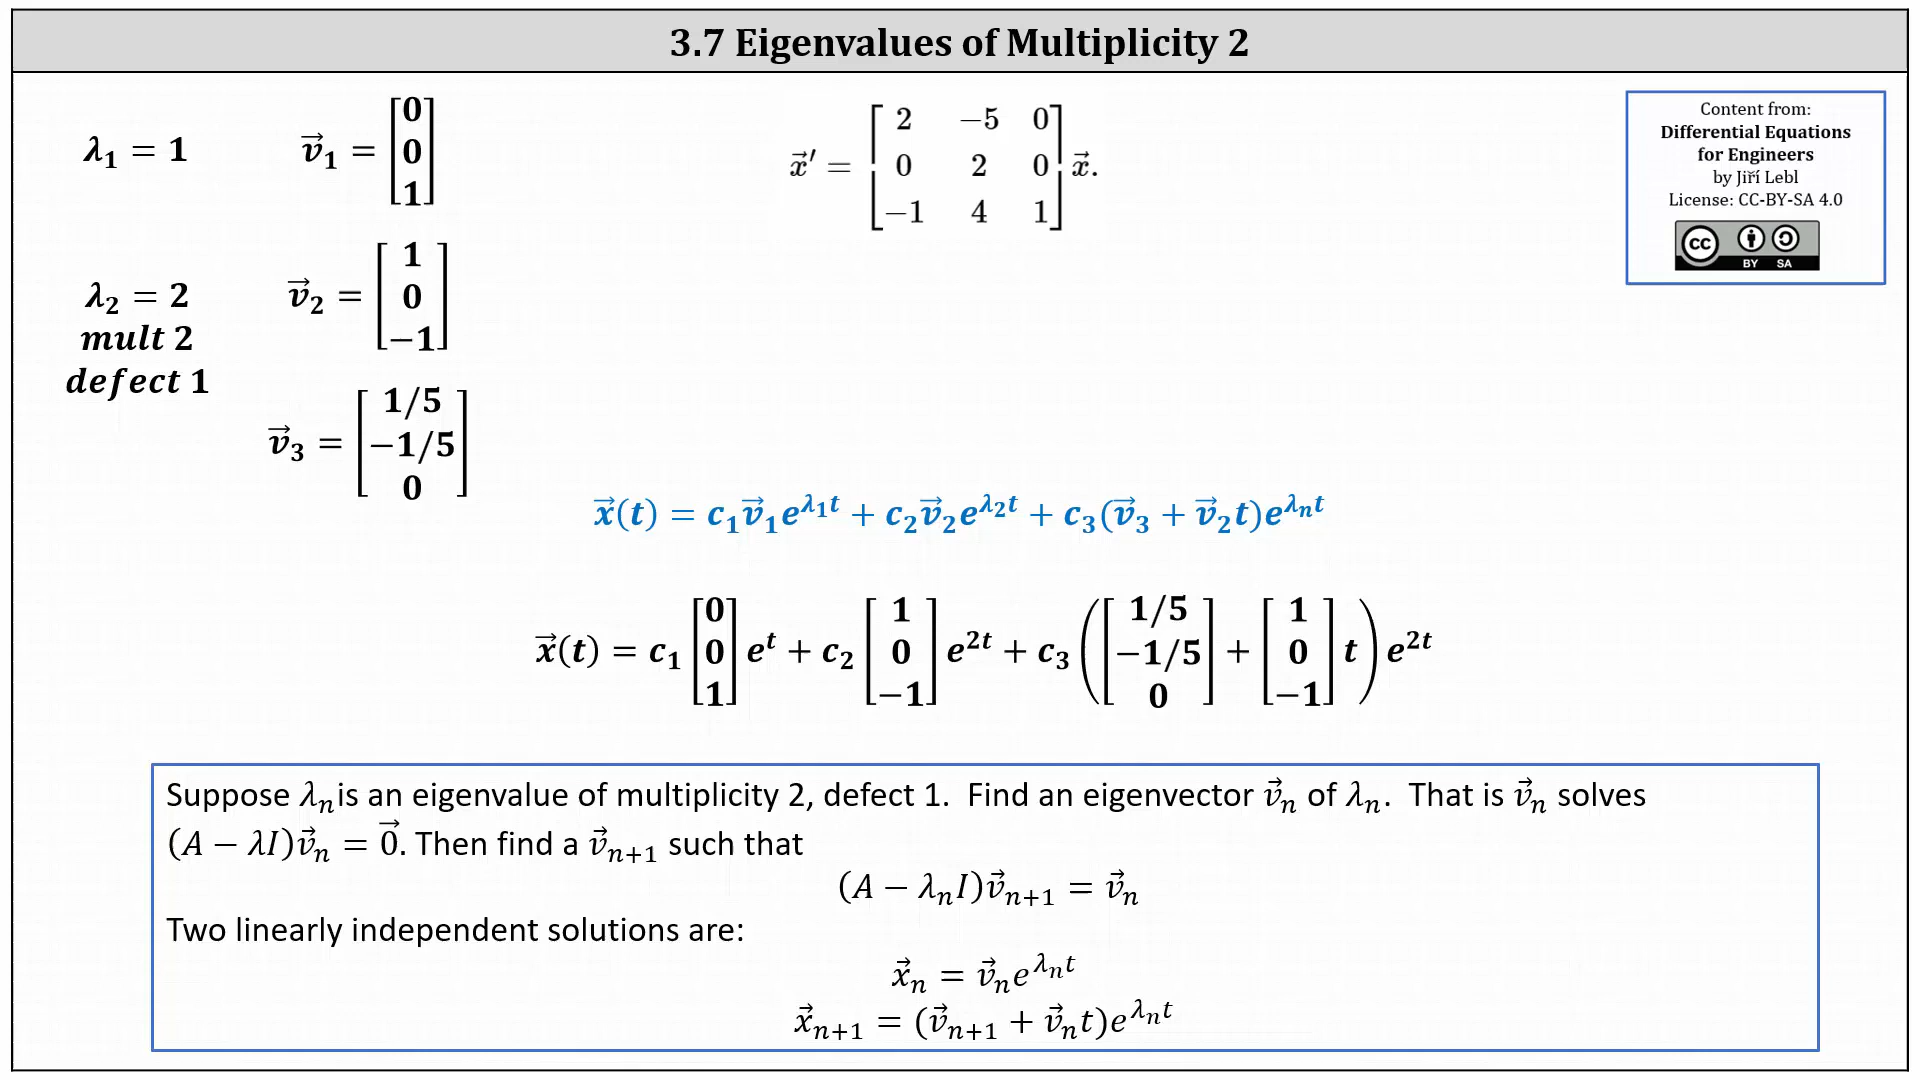 3.7 Eigenvalues of Multiplicity 2
λ₁ = 1
v⃗₁ = [0 0 1]
x⃗′ = [2 −5 0; 0 2 0; −1 4 1] x⃗.
Content from:
Differential Equations
for Engineers
by Jiří Lebl
License: CC-BY-SA 4.0
CC BY SA
λ₂ = 2
mult 2
defect 1
v⃗₂ = [1 0 −1]
v⃗₃ = [1/5 −1/5 0]
x⃗(t) = c₁v⃗₁e^{λ₁t} + c₂v⃗₂e^{λ₂t} + c₃(v⃗₃ + v⃗₂t)e^{λₙt}
x⃗(t) = c₁ [0 0 1] e^{t} + c₂ [1 0 −1] e^{2t} + c₃ ([1/5 −1/5 0] + [1 0 −1] t) e^{2t}
Suppose λₙ is an eigenvalue of multiplicity 2, defect 1. Find an eigenvector v⃗ₙ of λₙ. That is v⃗ₙ solves
(A − λI)v⃗ₙ = 0⃗. Then find a v⃗ₙ₊₁ such that
(A − λₙI)v⃗ₙ₊₁ = v⃗ₙ
Two linearly independent solutions are:
x⃗ₙ = v⃗ₙe^{λₙt}
x⃗ₙ₊₁ = (v⃗ₙ₊₁ + v⃗ₙt)e^{λₙt}